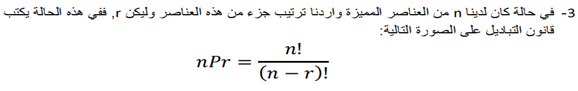 3- في حالة كان لدينا n من العناصر المميزة واردنا ترتيب جزء من هذه العناصر وليكن r, ففي هذه الحالة يكتب
قانون التباديل على الصورة التالية:
nPr = n! / (n − r)!